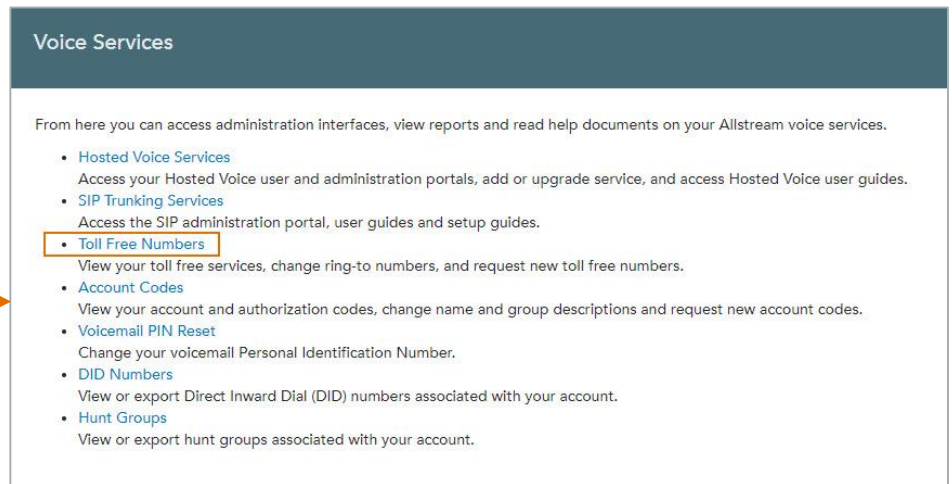 Voice Services
From here you can access administration interfaces, view reports and read help documents on your Allstream voice services.
• Hosted Voice Services
Access your Hosted Voice user and administration portals, add or upgrade service, and access Hosted Voice user guides.
• SIP Trunking Services
Access the SIP administration portal, user guides and setup guides.
• Toll Free Numbers
View your toll free services, change ring-to numbers, and request new toll free numbers.
• Account Codes
View your account and authorization codes, change name and group descriptions and request new account codes.
• Voicemail PIN Reset
Change your voicemail Personal Identification Number.
• DID Numbers
View or export Direct Inward Dial (DID) numbers associated with your account.
• Hunt Groups
View or export hunt groups associated with your account.